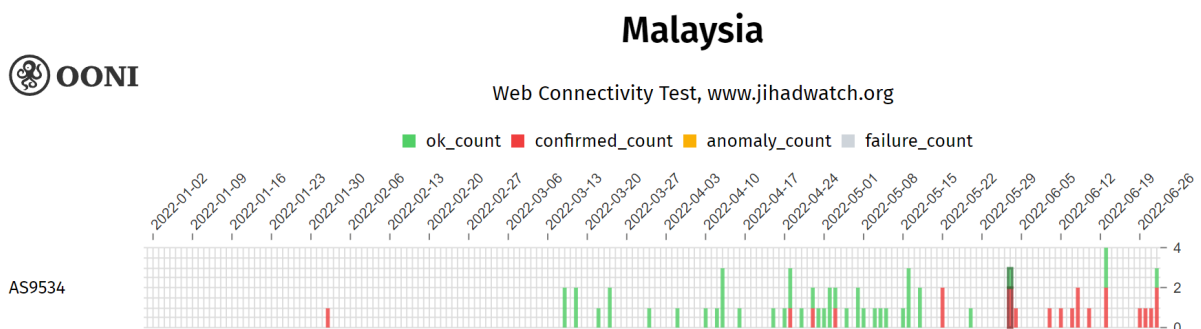 Malaysia
OONI
Web Connectivity Test, www.jihadwatch.org
ok_count confirmed_count anomaly_count failure_count
2022-01-02 2022-01-09 2022-01-16 2022-01-23 2022-01-30 2022-02-06 2022-02-13 2022-02-20 2022-02-27 2022-03-06 2022-03-13 2022-03-20 2022-03-27 2022-04-03 2022-04-10 2022-04-17 2022-04-24 2022-05-01 2022-05-08 2022-05-15 2022-05-22 2022-05-29 2022-06-05 2022-06-12 2022-06-19 2022-06-26
4
AS9534
2
0